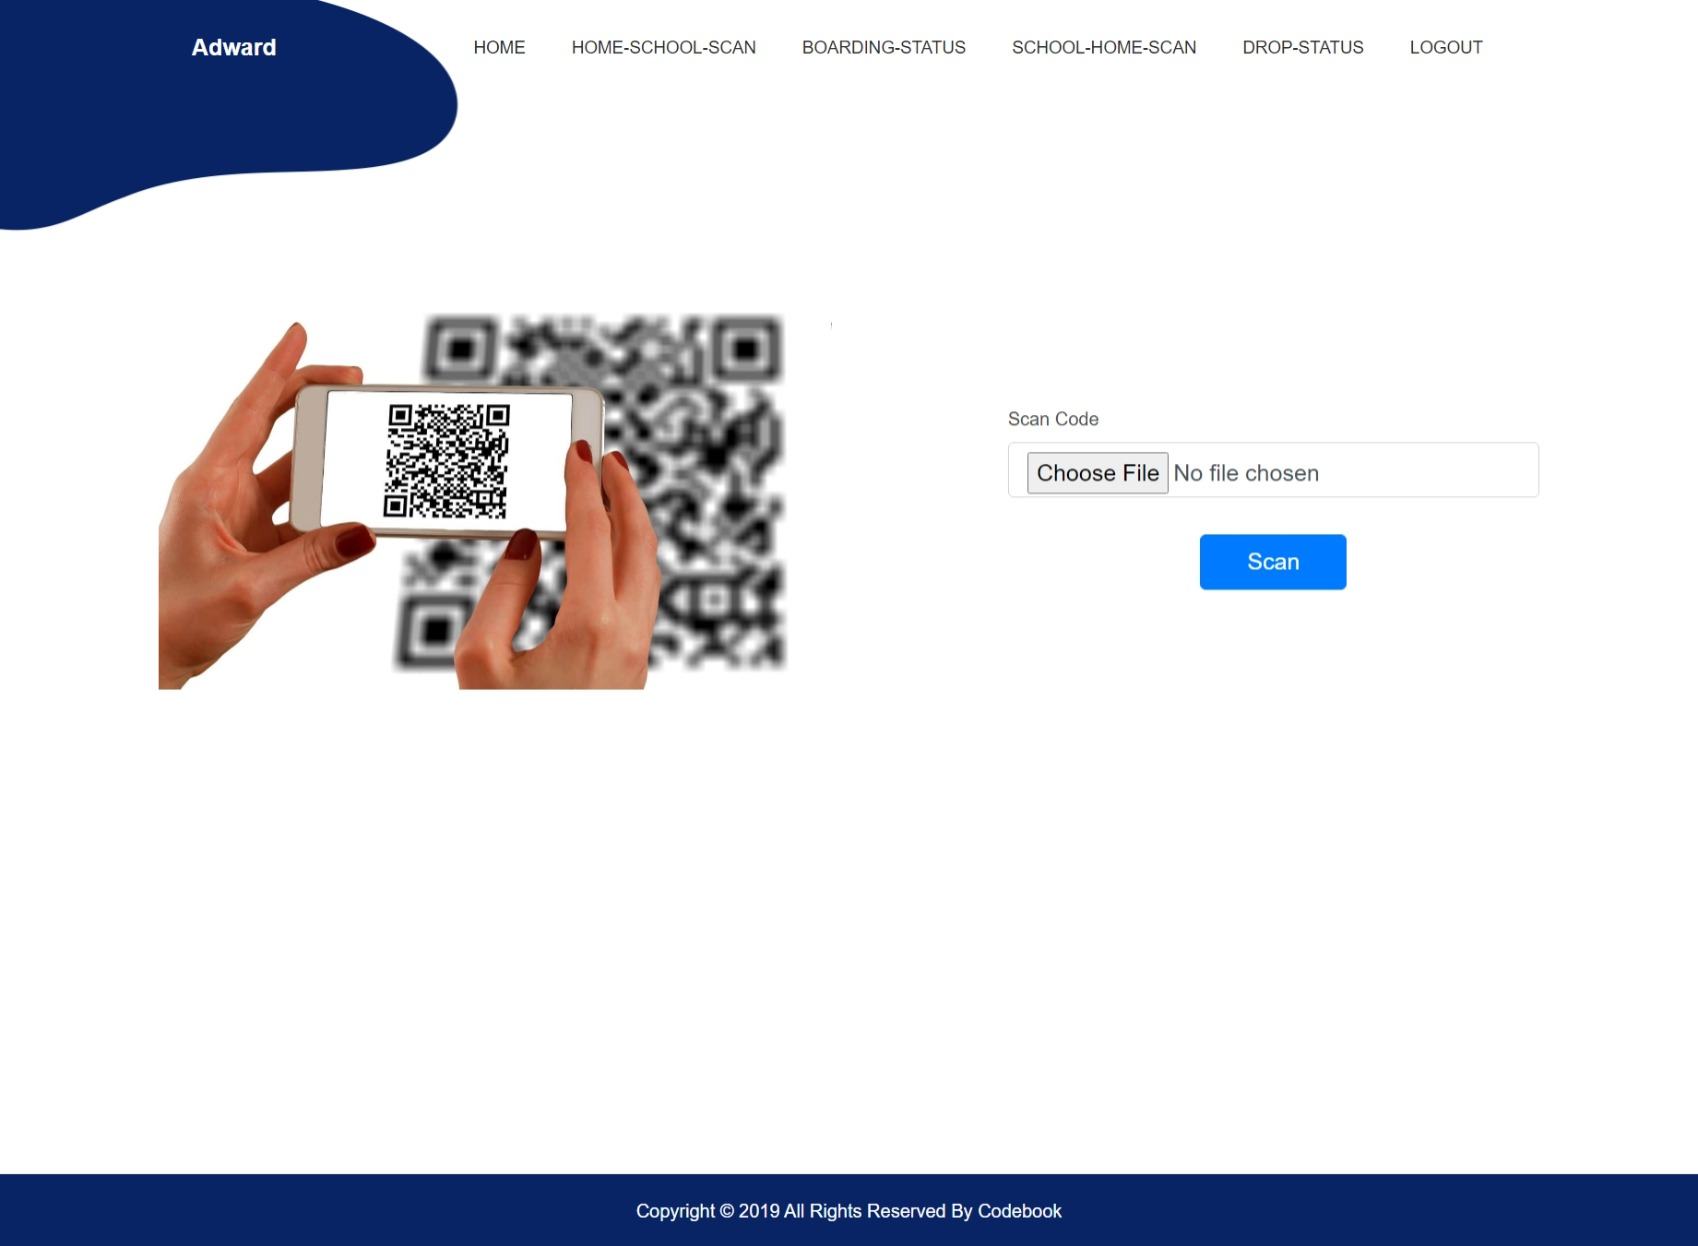 Adward
HOME HOME-SCHOOL-SCAN BOARDING-STATUS SCHOOL-HOME-SCAN DROP-STATUS LOGOUT
Scan Code
Choose File No file chosen
Scan
Copyright © 2019 All Rights Reserved By Codebook